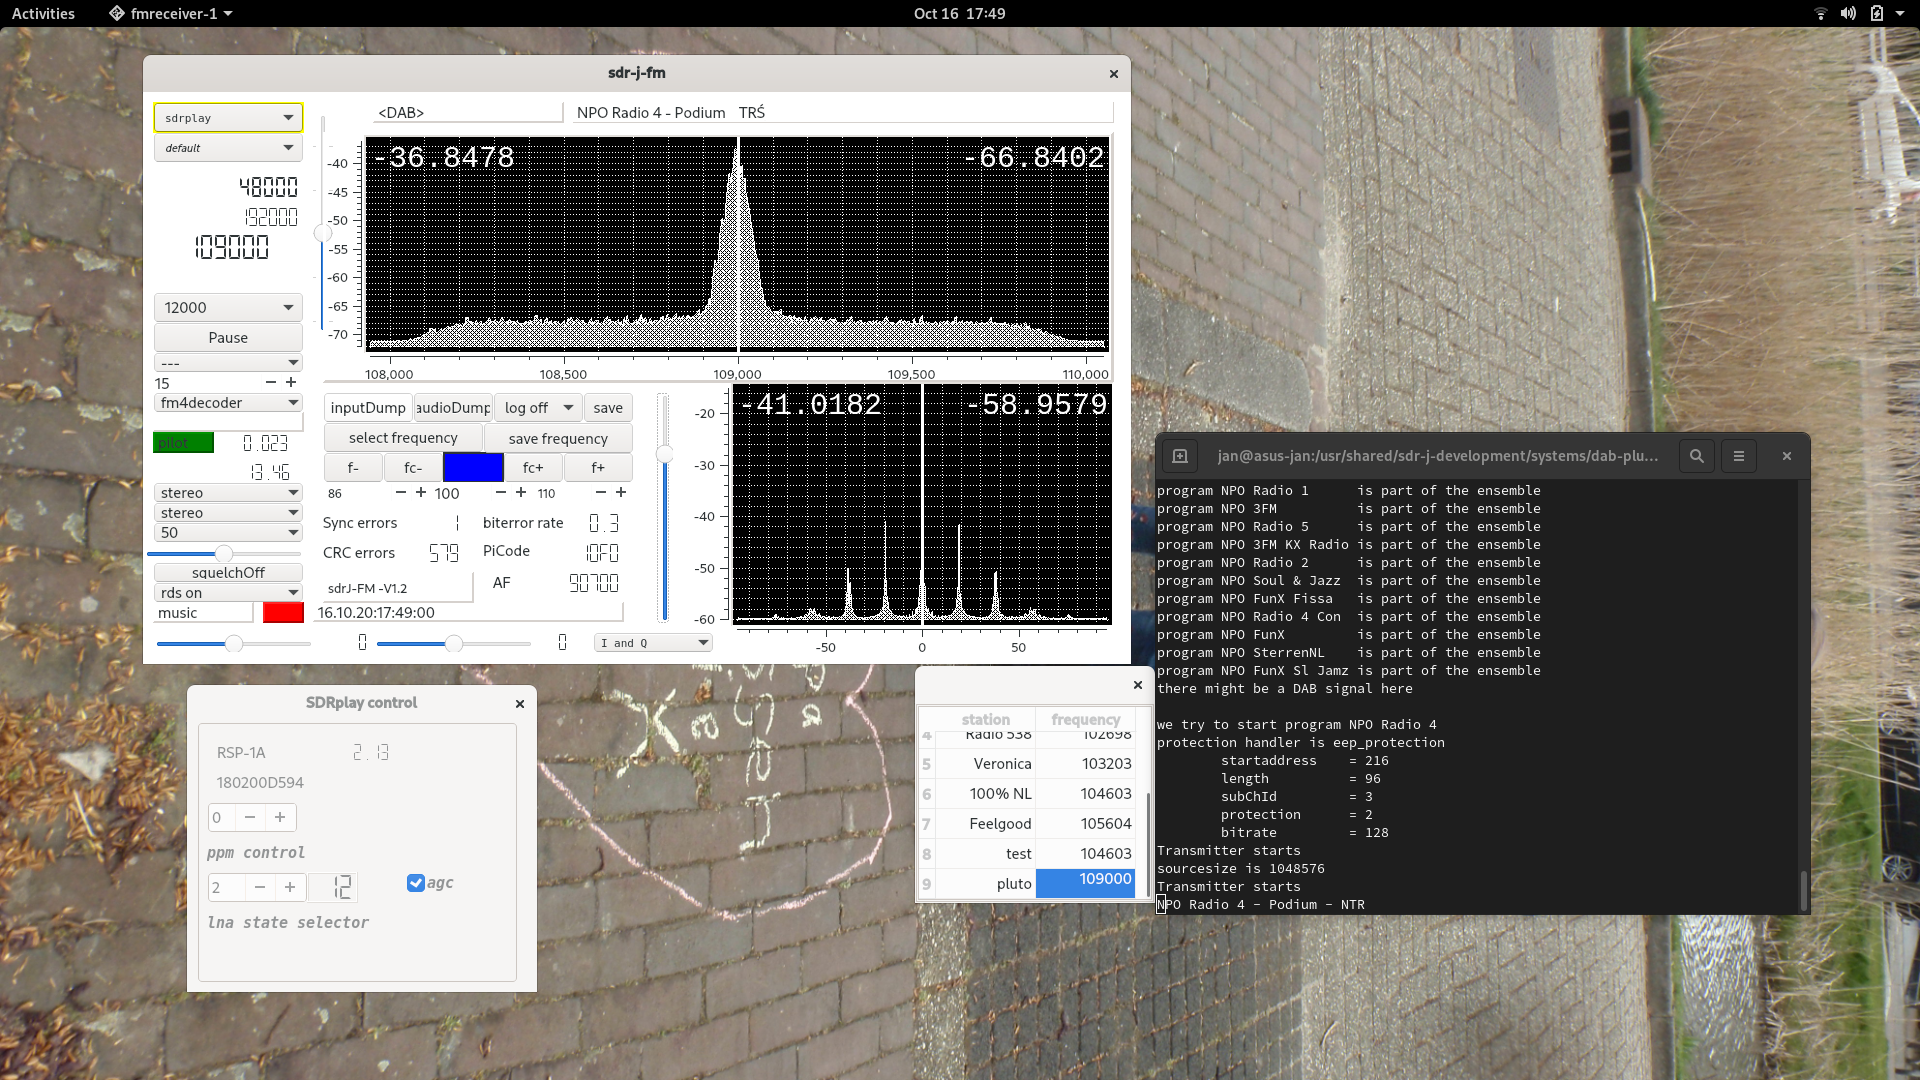 Activities
fmreceiver-1
Oct 16 17:49
sdr-j-fm
sdrplay
default
48000
192000
109000
12000
Pause
---
15
fm4decoder
pilot
0.023
13.46
stereo
stereo
50
squelchOff
rds on
music
<DAB>
NPO Radio 4 - Podium TRŚ
-36.8478
-66.8402
-40
-45
-50
-55
-60
-65
-70
108,000
108,500
109,000
109,500
110,000
inputDump
audioDump
log off
save
select frequency
save frequency
f-
fc-
fc+
f+
86
100
110
Sync errors 1
biterror rate 0.3
CRC errors 579
PiCode 10F0
AF 90700
sdrJ-FM -V1.2
16.10.20:17:49:00
0
0
I and Q
-41.0182
-58.9579
-20
-30
-40
-50
-60
-50
0
50
SDRplay control
RSP-1A
2.13
180200D594
0
ppm control
2
12
agc
lna state selector
station frequency
4 Radio 538 102698
5 Veronica 103203
6 100% NL 104603
7 Feelgood 105604
8 test 104603
9 pluto 109000
jan@asus-jan:/usr/shared/sdr-j-development/systems/dab-plu...
program NPO Radio 1 is part of the ensemble
program NPO 3FM is part of the ensemble
program NPO Radio 5 is part of the ensemble
program NPO 3FM KX Radio is part of the ensemble
program NPO Radio 2 is part of the ensemble
program NPO Soul & Jazz is part of the ensemble
program NPO FunX Fissa is part of the ensemble
program NPO Radio 4 Con is part of the ensemble
program NPO FunX is part of the ensemble
program NPO SterrenNL is part of the ensemble
program NPO FunX Sl Jamz is part of the ensemble
there might be a DAB signal here
we try to start program NPO Radio 4
protection handler is eep_protection
startaddress = 216
length = 96
subChId = 3
protection = 2
bitrate = 128
Transmitter starts
sourcesize is 1048576
Transmitter starts
NPO Radio 4 - Podium - NTR